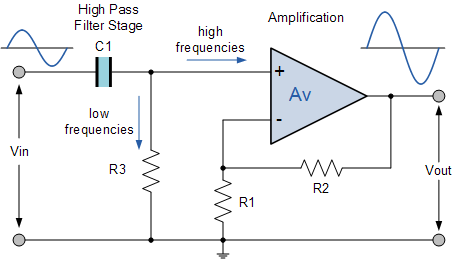 High Pass
Filter Stage
C1
high
frequencies
Amplification
+
Av
-
low
frequencies
Vin
R3
R1
R2
Vout